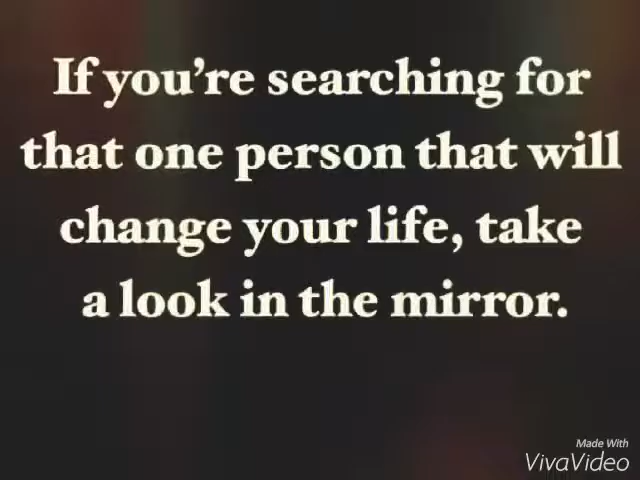 If you’re searching for
that one person that will
change your life, take
a look in the mirror.
Made With
VivaVideo